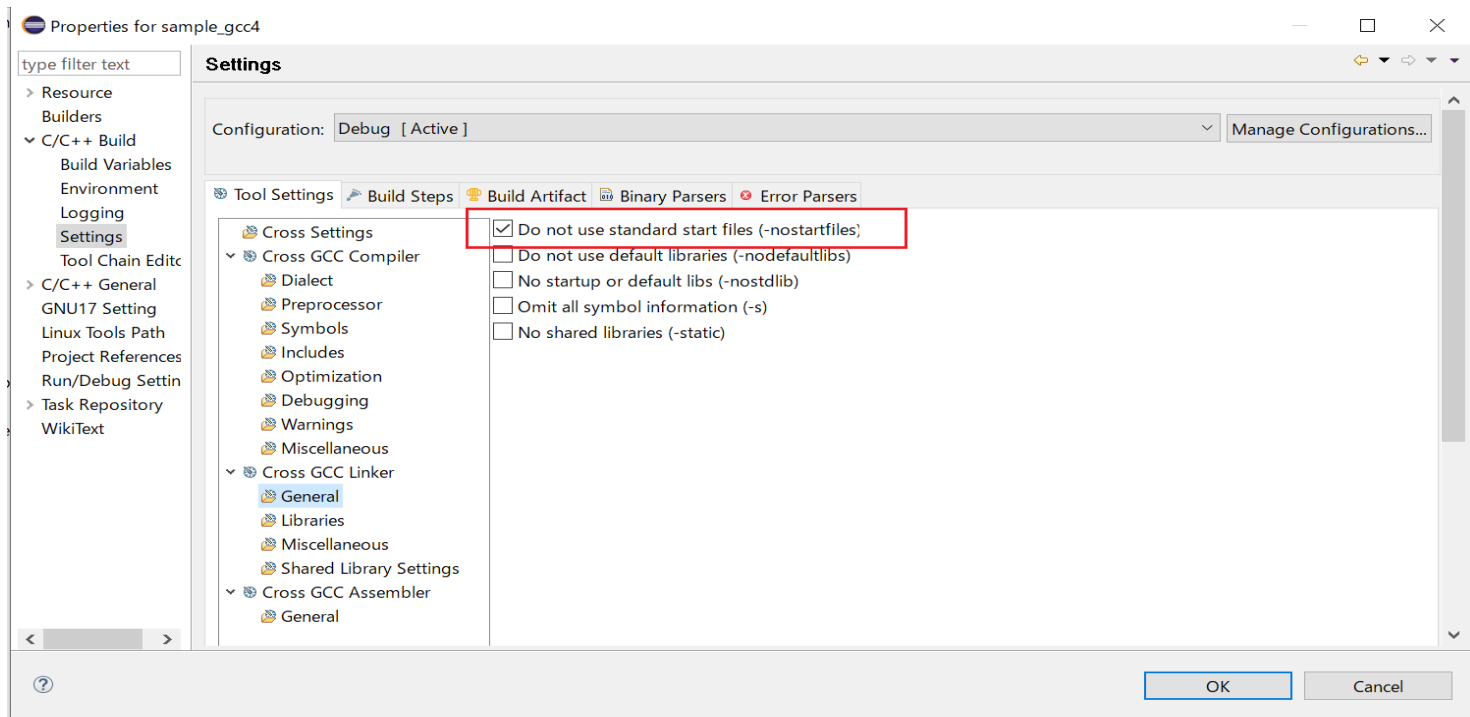 Properties for sample_gcc4
type filter text
Settings
Resource
Builders
C/C++ Build
Build Variables
Environment
Logging
Settings
Tool Chain Editc
C/C++ General
GNU17 Setting
Linux Tools Path
Project References
Run/Debug Settin
Task Repository
WikiText
Configuration: Debug [ Active ] Manage Configurations...
Tool Settings Build Steps Build Artifact Binary Parsers Error Parsers
Cross Settings
Cross GCC Compiler
Dialect
Preprocessor
Symbols
Includes
Optimization
Debugging
Warnings
Miscellaneous
Cross GCC Linker
General
Libraries
Miscellaneous
Shared Library Settings
Cross GCC Assembler
General
Do not use standard start files (-nostartfiles)
Do not use default libraries (-nodefaultlibs)
No startup or default libs (-nostdlib)
Omit all symbol information (-s)
No shared libraries (-static)
OK Cancel